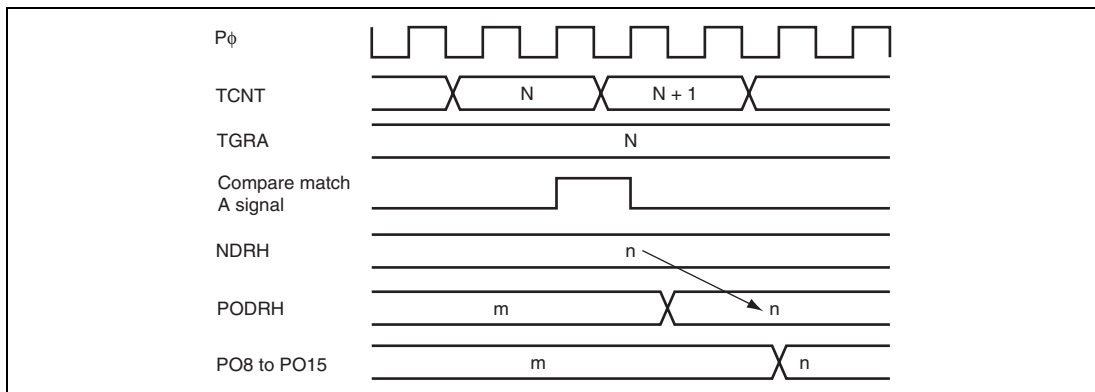 Pϕ
TCNT N N + 1
TGRA N
Compare match
A signal
NDRH n
PODRH m n
PO8 to PO15 m n